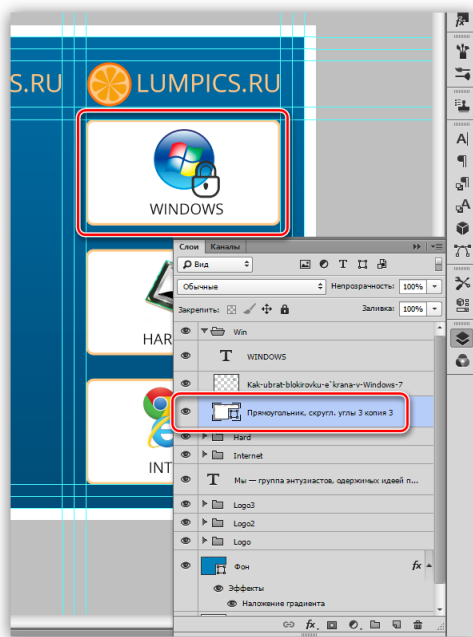 S.RU LUMPICS.RU
WINDOWS
HAR
INT
Слои Каналы
Вид
Обычные Непрозрачность: 100%
Закрепить: Заливка: 100%
Win
T WINDOWS
Kak-ubrat-blokirovku-e`krana-v-Windows-7
Прямоугольник, скругл. углы 3 копия 3
Hard
Internet
T Мы — группа энтузиастов, одержимых идеей п...
Logo3
Logo2
Logo
Фон fx
Эффекты
Наложение градиента
fx